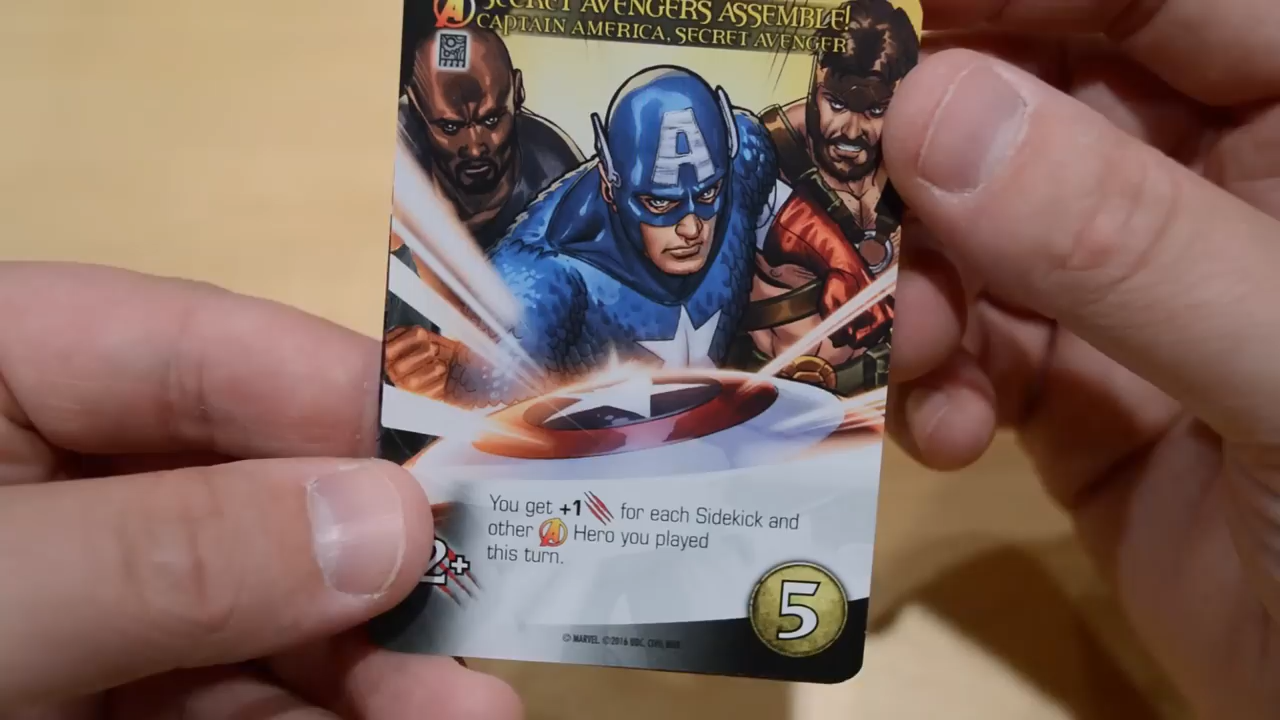 SECRET AVENGERS ASSEMBLE!
CAPTAIN AMERICA, SECRET AVENGER
A
You get +1 for each Sidekick and
other Hero you played
this turn.
2+
5
© MARVEL. ©2016 UDC.